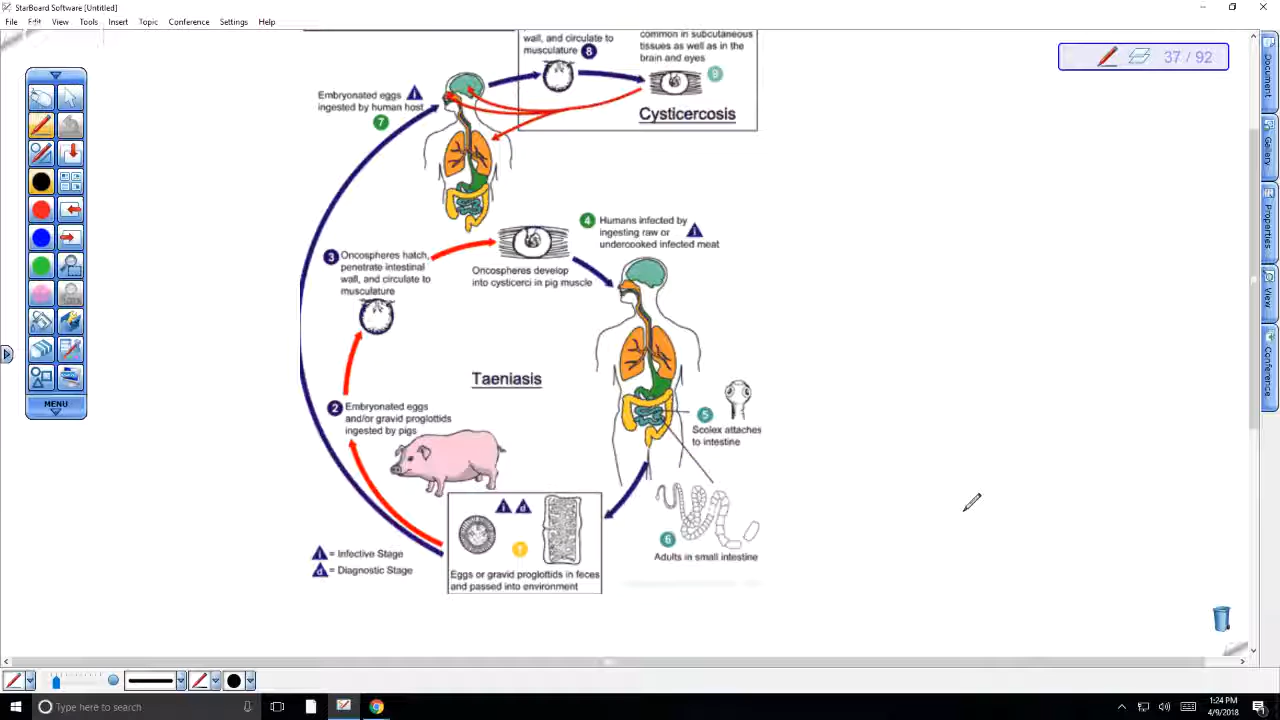 StarBoard Software [Untitled]
File Edit View Tools Insert Topic Conference Settings Help
37 / 92
wall, and circulate to
musculature 8
common in subcutaneous
tissues as well as in the
brain and eyes
9
Cysticercosis
Embryonated eggs i
ingested by human host
7
4 Humans infected by
ingesting raw or i
undercooked infected meat
3 Oncospheres hatch,
penetrate intestinal
wall, and circulate to
musculature
Oncospheres develop
into cysticerci in pig muscle
Taeniasis
2 Embryonated eggs
and/or gravid proglottids
ingested by pigs
5
Scolex attaches
to intestine
i d
1
6
Adults in small intestine
i = Infective Stage
d = Diagnostic Stage
Eggs or gravid proglottids in feces
and passed into environment
MENU
Document
Gallery
Properties
View
Conference
Type here to search
1:24 PM
4/9/2018